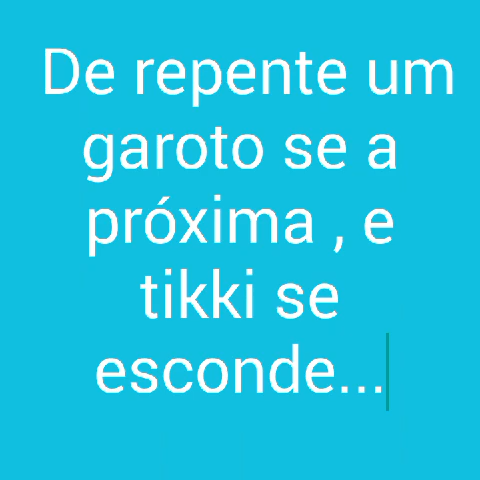 De repente um
garoto se a
próxima , e
tikki se
esconde...